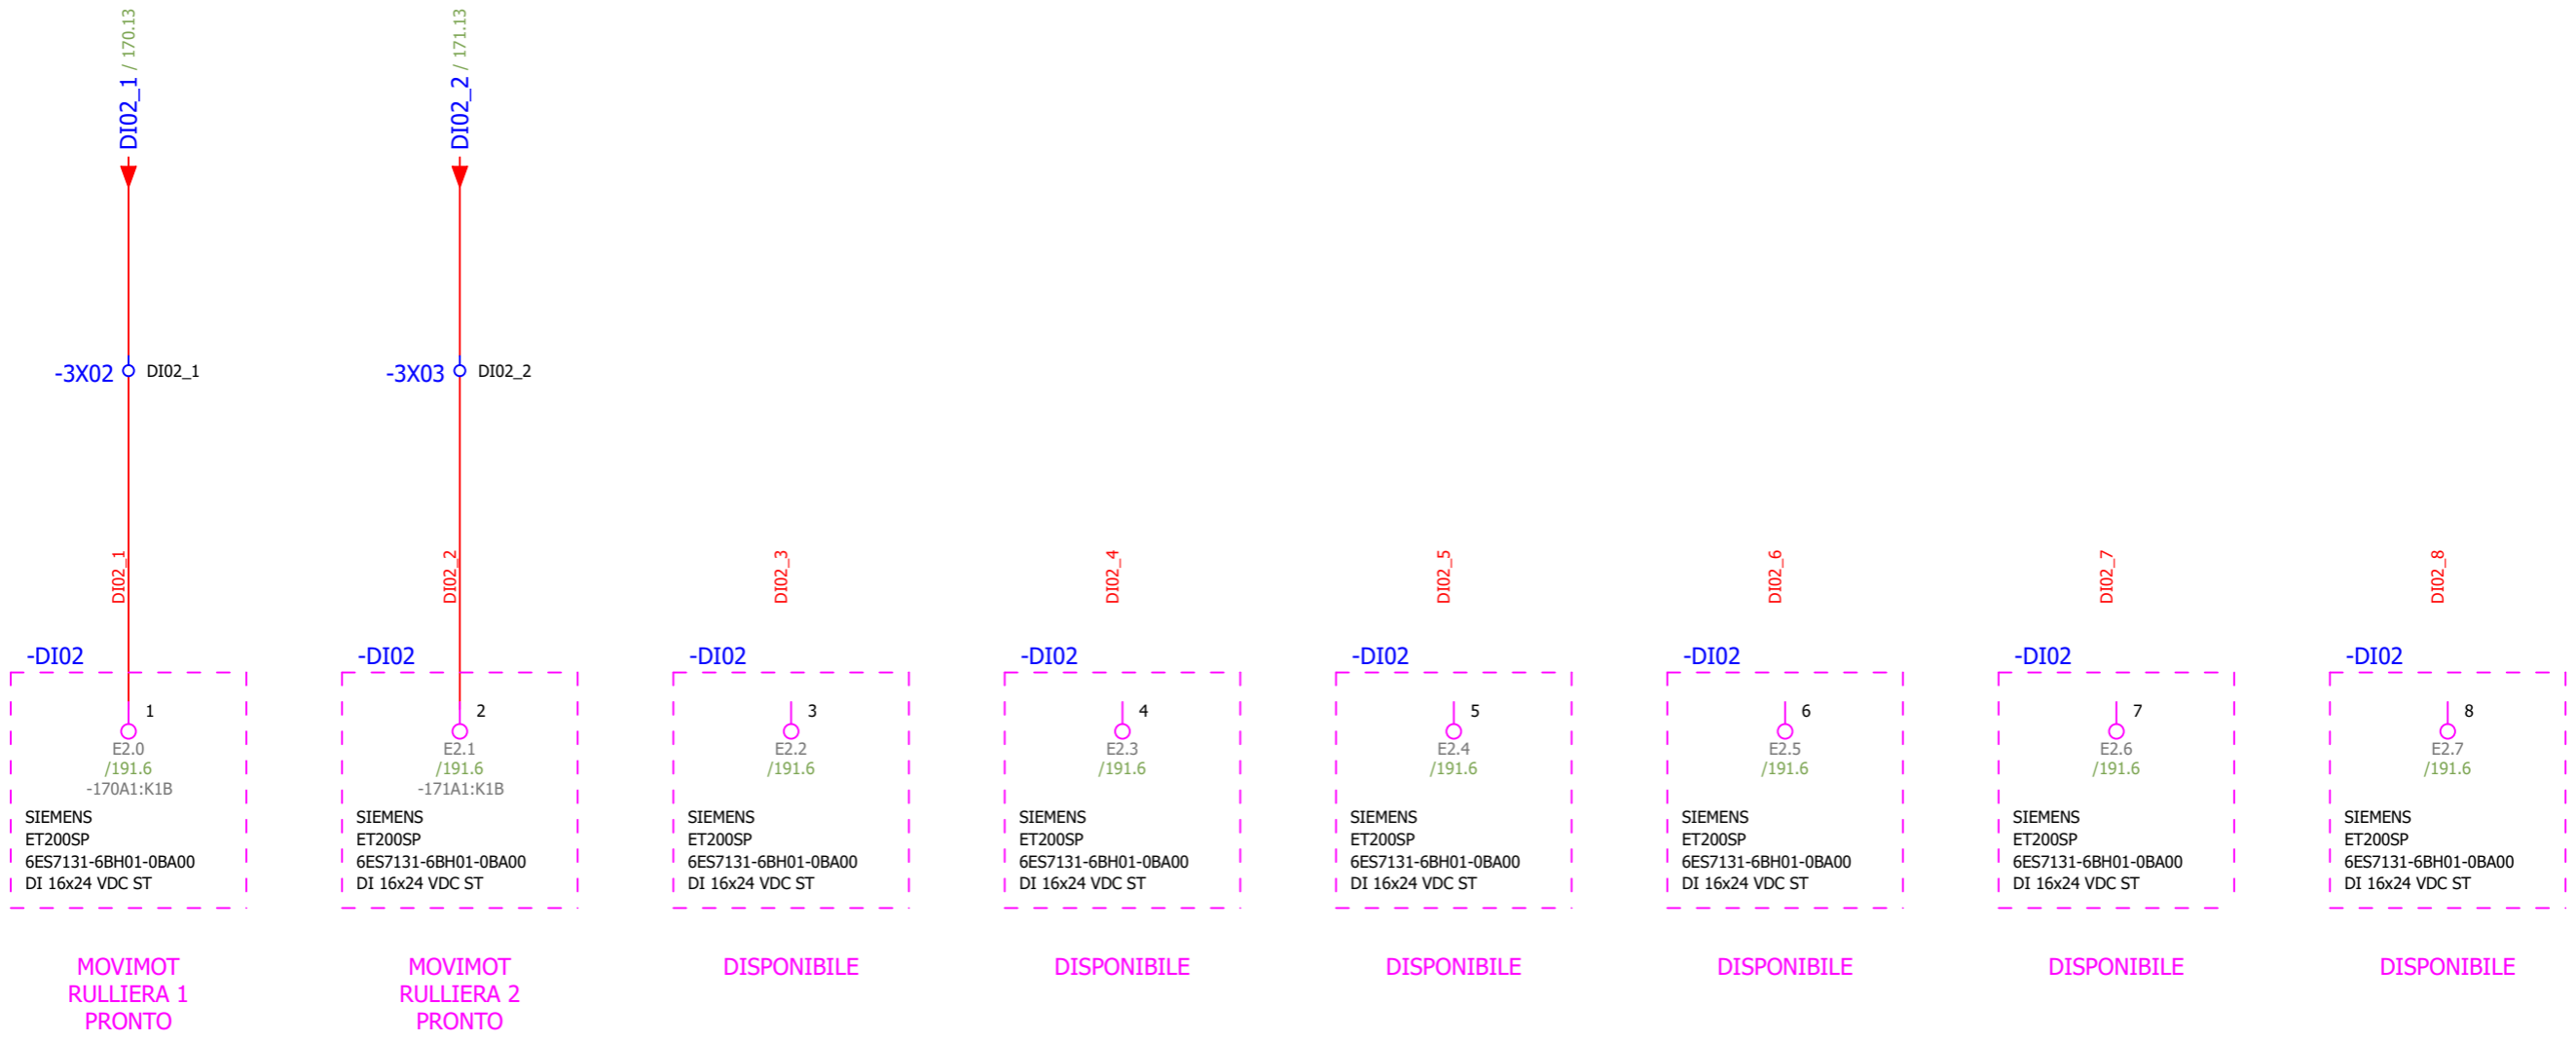 DI02_1 / 170.13
DI02_2 / 171.13
-3X02 DI02_1
-3X03 DI02_2
DI02_1
DI02_2
DI02_3
DI02_4
DI02_5
DI02_6
DI02_7
DI02_8
-DI02
1
E2.0
/191.6
-170A1:K1B
SIEMENS
ET200SP
6ES7131-6BH01-0BA00
DI 16x24 VDC ST
MOVIMOT
RULLIERA 1
PRONTO
-DI02
2
E2.1
/191.6
-171A1:K1B
SIEMENS
ET200SP
6ES7131-6BH01-0BA00
DI 16x24 VDC ST
MOVIMOT
RULLIERA 2
PRONTO
-DI02
3
E2.2
/191.6
SIEMENS
ET200SP
6ES7131-6BH01-0BA00
DI 16x24 VDC ST
DISPONIBILE
-DI02
4
E2.3
/191.6
SIEMENS
ET200SP
6ES7131-6BH01-0BA00
DI 16x24 VDC ST
DISPONIBILE
-DI02
5
E2.4
/191.6
SIEMENS
ET200SP
6ES7131-6BH01-0BA00
DI 16x24 VDC ST
DISPONIBILE
-DI02
6
E2.5
/191.6
SIEMENS
ET200SP
6ES7131-6BH01-0BA00
DI 16x24 VDC ST
DISPONIBILE
-DI02
7
E2.6
/191.6
SIEMENS
ET200SP
6ES7131-6BH01-0BA00
DI 16x24 VDC ST
DISPONIBILE
-DI02
8
E2.7
/191.6
SIEMENS
ET200SP
6ES7131-6BH01-0BA00
DI 16x24 VDC ST
DISPONIBILE